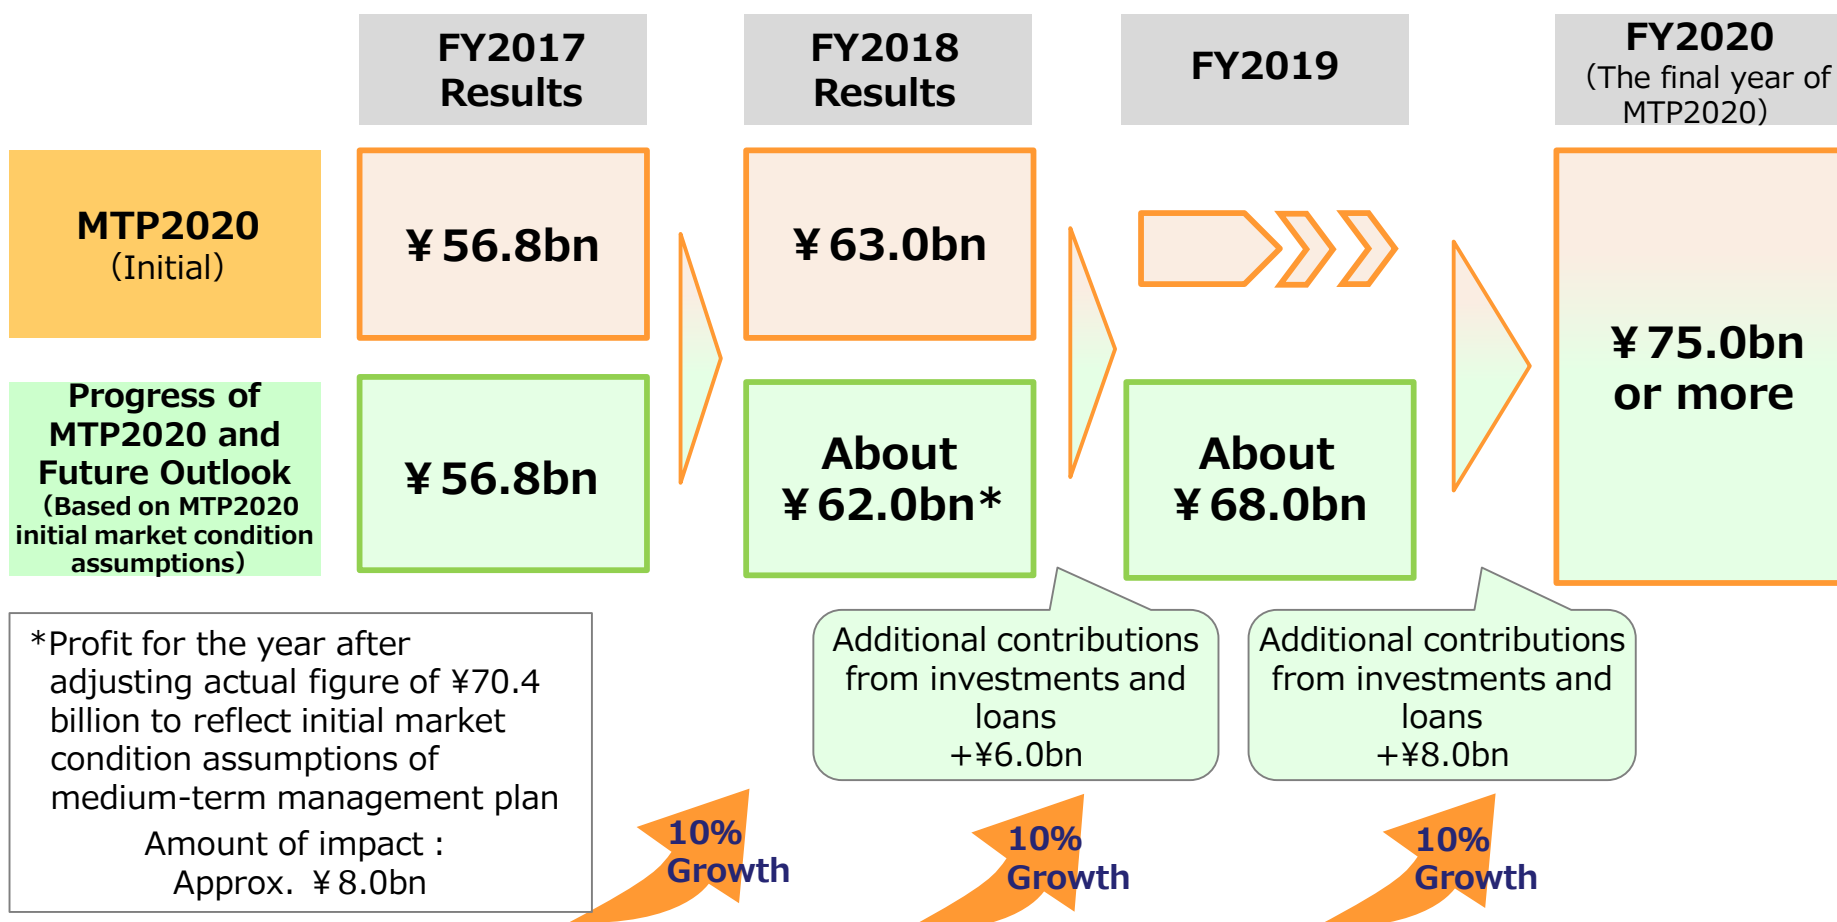 FY2017
Results
FY2018
Results
FY2019
FY2020
（The final year of
MTP2020）
MTP2020
（Initial）
¥ 56.8bn
¥ 63.0bn
¥ 75.0bn
or more
Progress of
MTP2020 and
Future Outlook
（Based on MTP2020
initial market condition
assumptions）
¥ 56.8bn
About
¥ 62.0bn*
About
¥ 68.0bn
*Profit for the year after
adjusting actual figure of ¥70.4
billion to reflect initial market
condition assumptions of
medium-term management plan
Amount of impact :
Approx. ¥ 8.0bn
Additional contributions
from investments and
loans
+¥6.0bn
Additional contributions
from investments and
loans
+¥8.0bn
10%
Growth
10%
Growth
10%
Growth